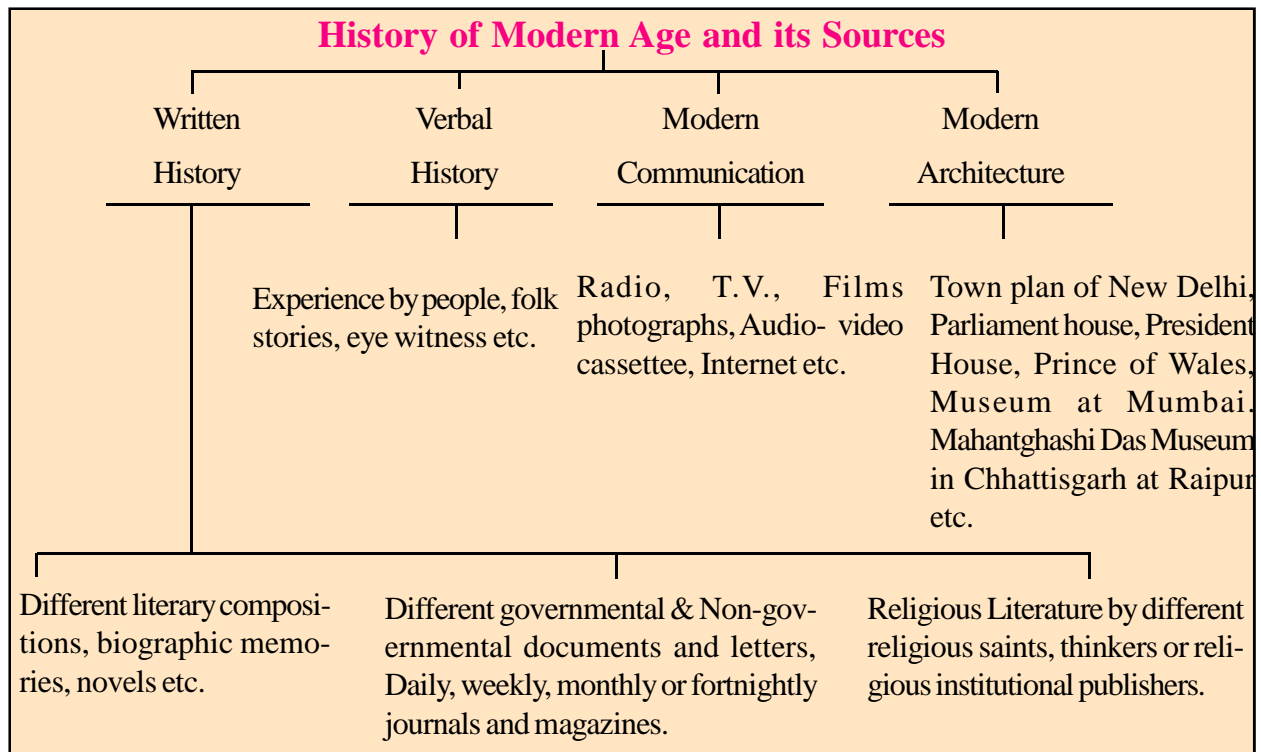 History of Modern Age and its Sources
Written
History
Verbal
History
Modern
Communication
Modern
Architecture
Experience by people, folk
stories, eye witness etc.
Radio, T.V., Films
photographs, Audio- video
cassettee, Internet etc.
Town plan of New Delhi,
Parliament house, President
House, Prince of Wales,
Museum at Mumbai.
Mahantghashi Das Museum
in Chhattisgarh at Raipur
etc.
Different literary composi-
tions, biographic memo-
ries, novels etc.
Different governmental & Non-gov-
ernmental documents and letters,
Daily, weekly, monthly or fortnightly
journals and magazines.
Religious Literature by different
religious saints, thinkers or reli-
gious institutional publishers.